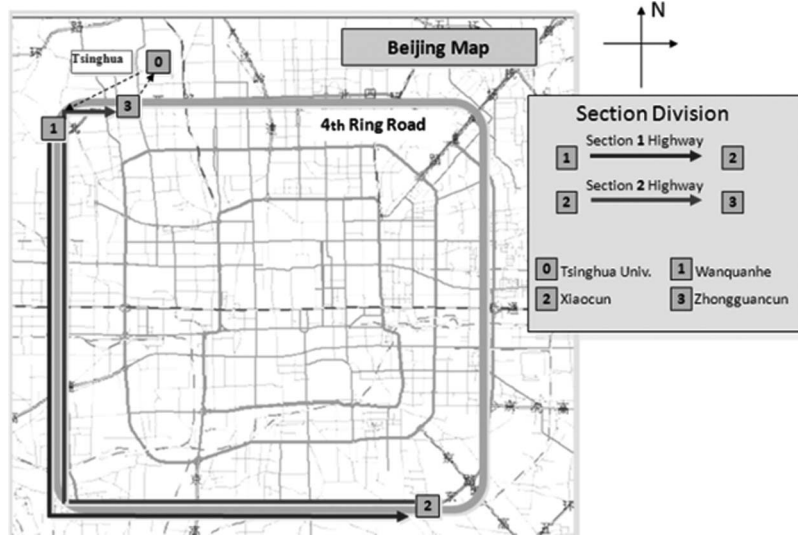 N
Beijing Map
Tsinghua
0
3
1
4th Ring Road
2
Section Division
Section 1 Highway
1
2
Section 2 Highway
2
3
0 Tsinghua Univ.
1 Wanquanhe
2 Xiaocun
3 Zhongguancun